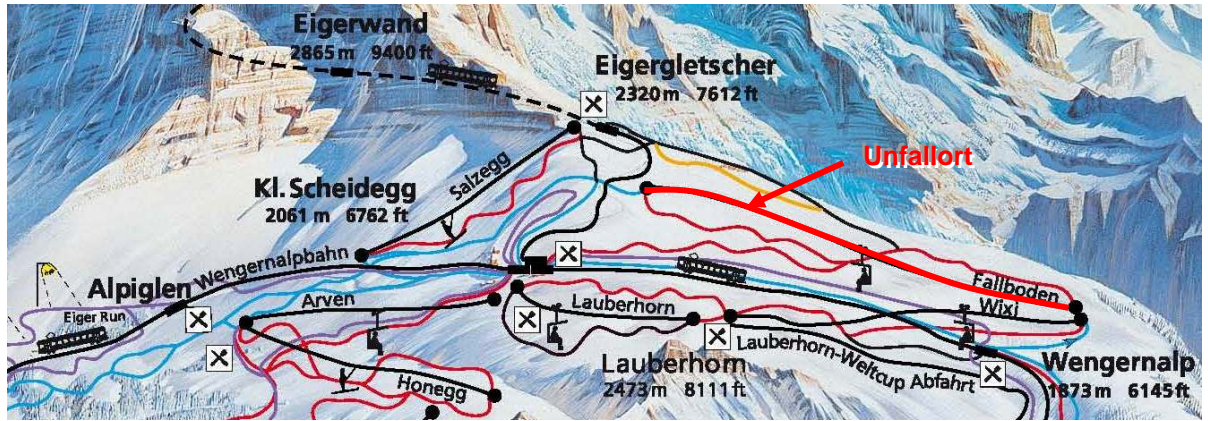 Eigerwand
2865 m 9400 ft
Eigergletscher
2320 m 7612 ft
Unfallort
Salzegg
Kl. Scheidegg
2061 m 6762 ft
Wengernalpbahn
Alpiglen
Eiger Run
Arven
Lauberhorn
Fallboden
Wixi
Lauberhorn
2473 m 8111 ft
Lauberhorn-Weltcup Abfahrt
Wengernalp
1873 m 6145 ft
Honegg